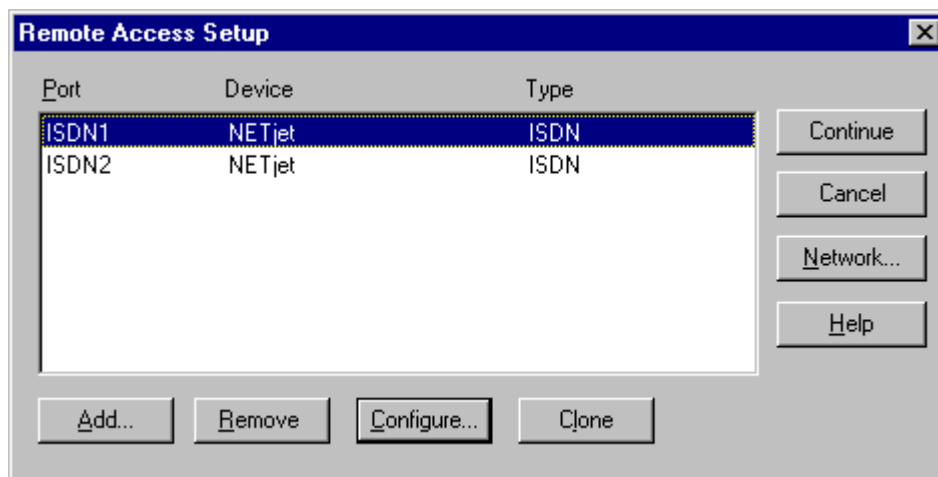 Remote Access Setup
Port Device Type
ISDN1 NETjet ISDN
ISDN2 NETjet ISDN
Continue
Cancel
Network...
Help
Add... Remove Configure... Clone